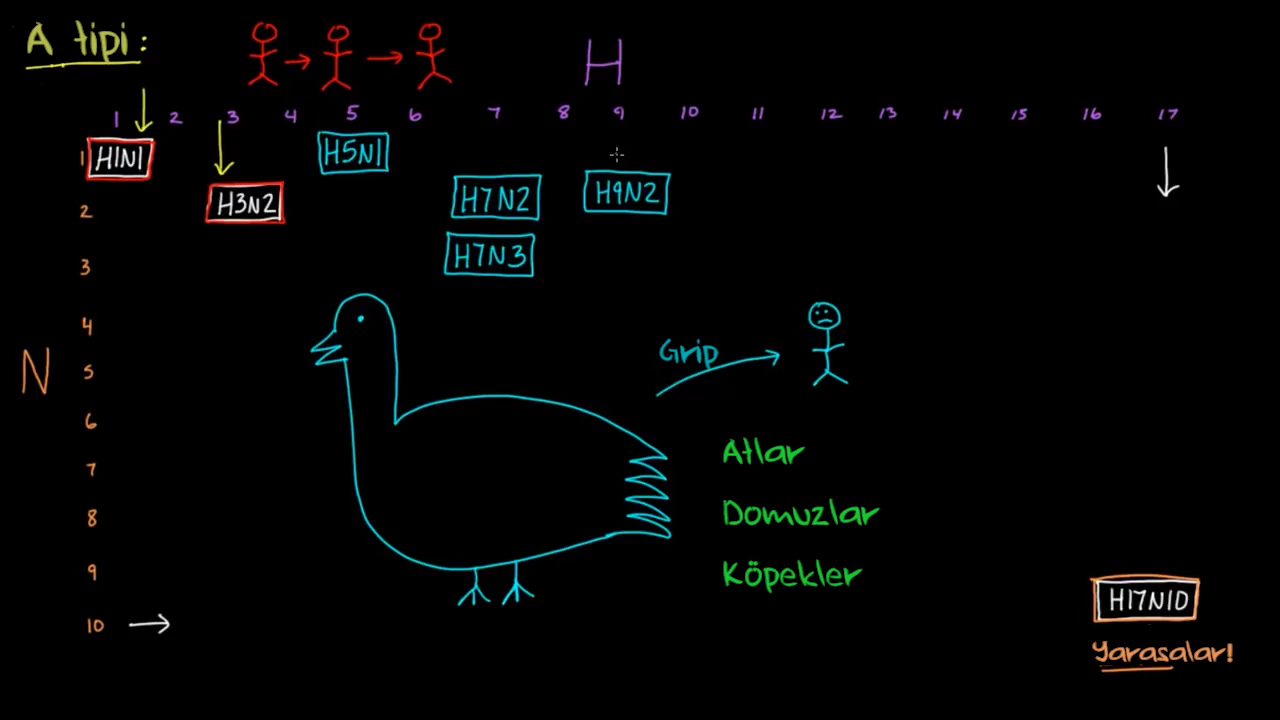 A tipi:
H
1 2 3 4 5 6 7 8 9 10 11 12 13 14 15 16 17
1 H1N1 H5N1
2 H3N2 H7N2 H9N2
3 H7N3
4
Grip
N 5
6
7 Atlar
8 Domuzlar
9 Köpekler
10 H17N10
Yarasalar!